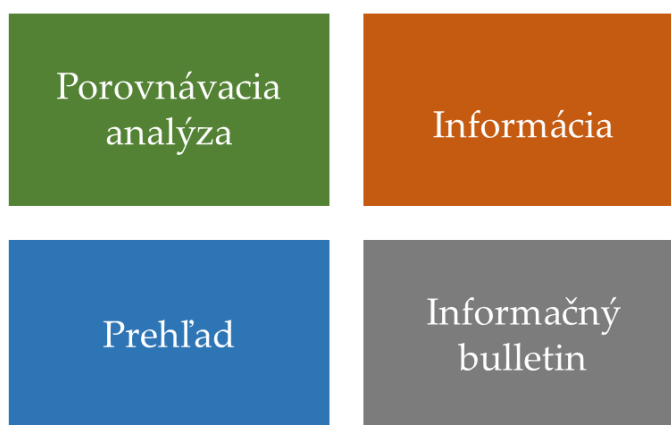 Porovnávacia
analýza
Informácia
Prehľad
Informačný
bulletin